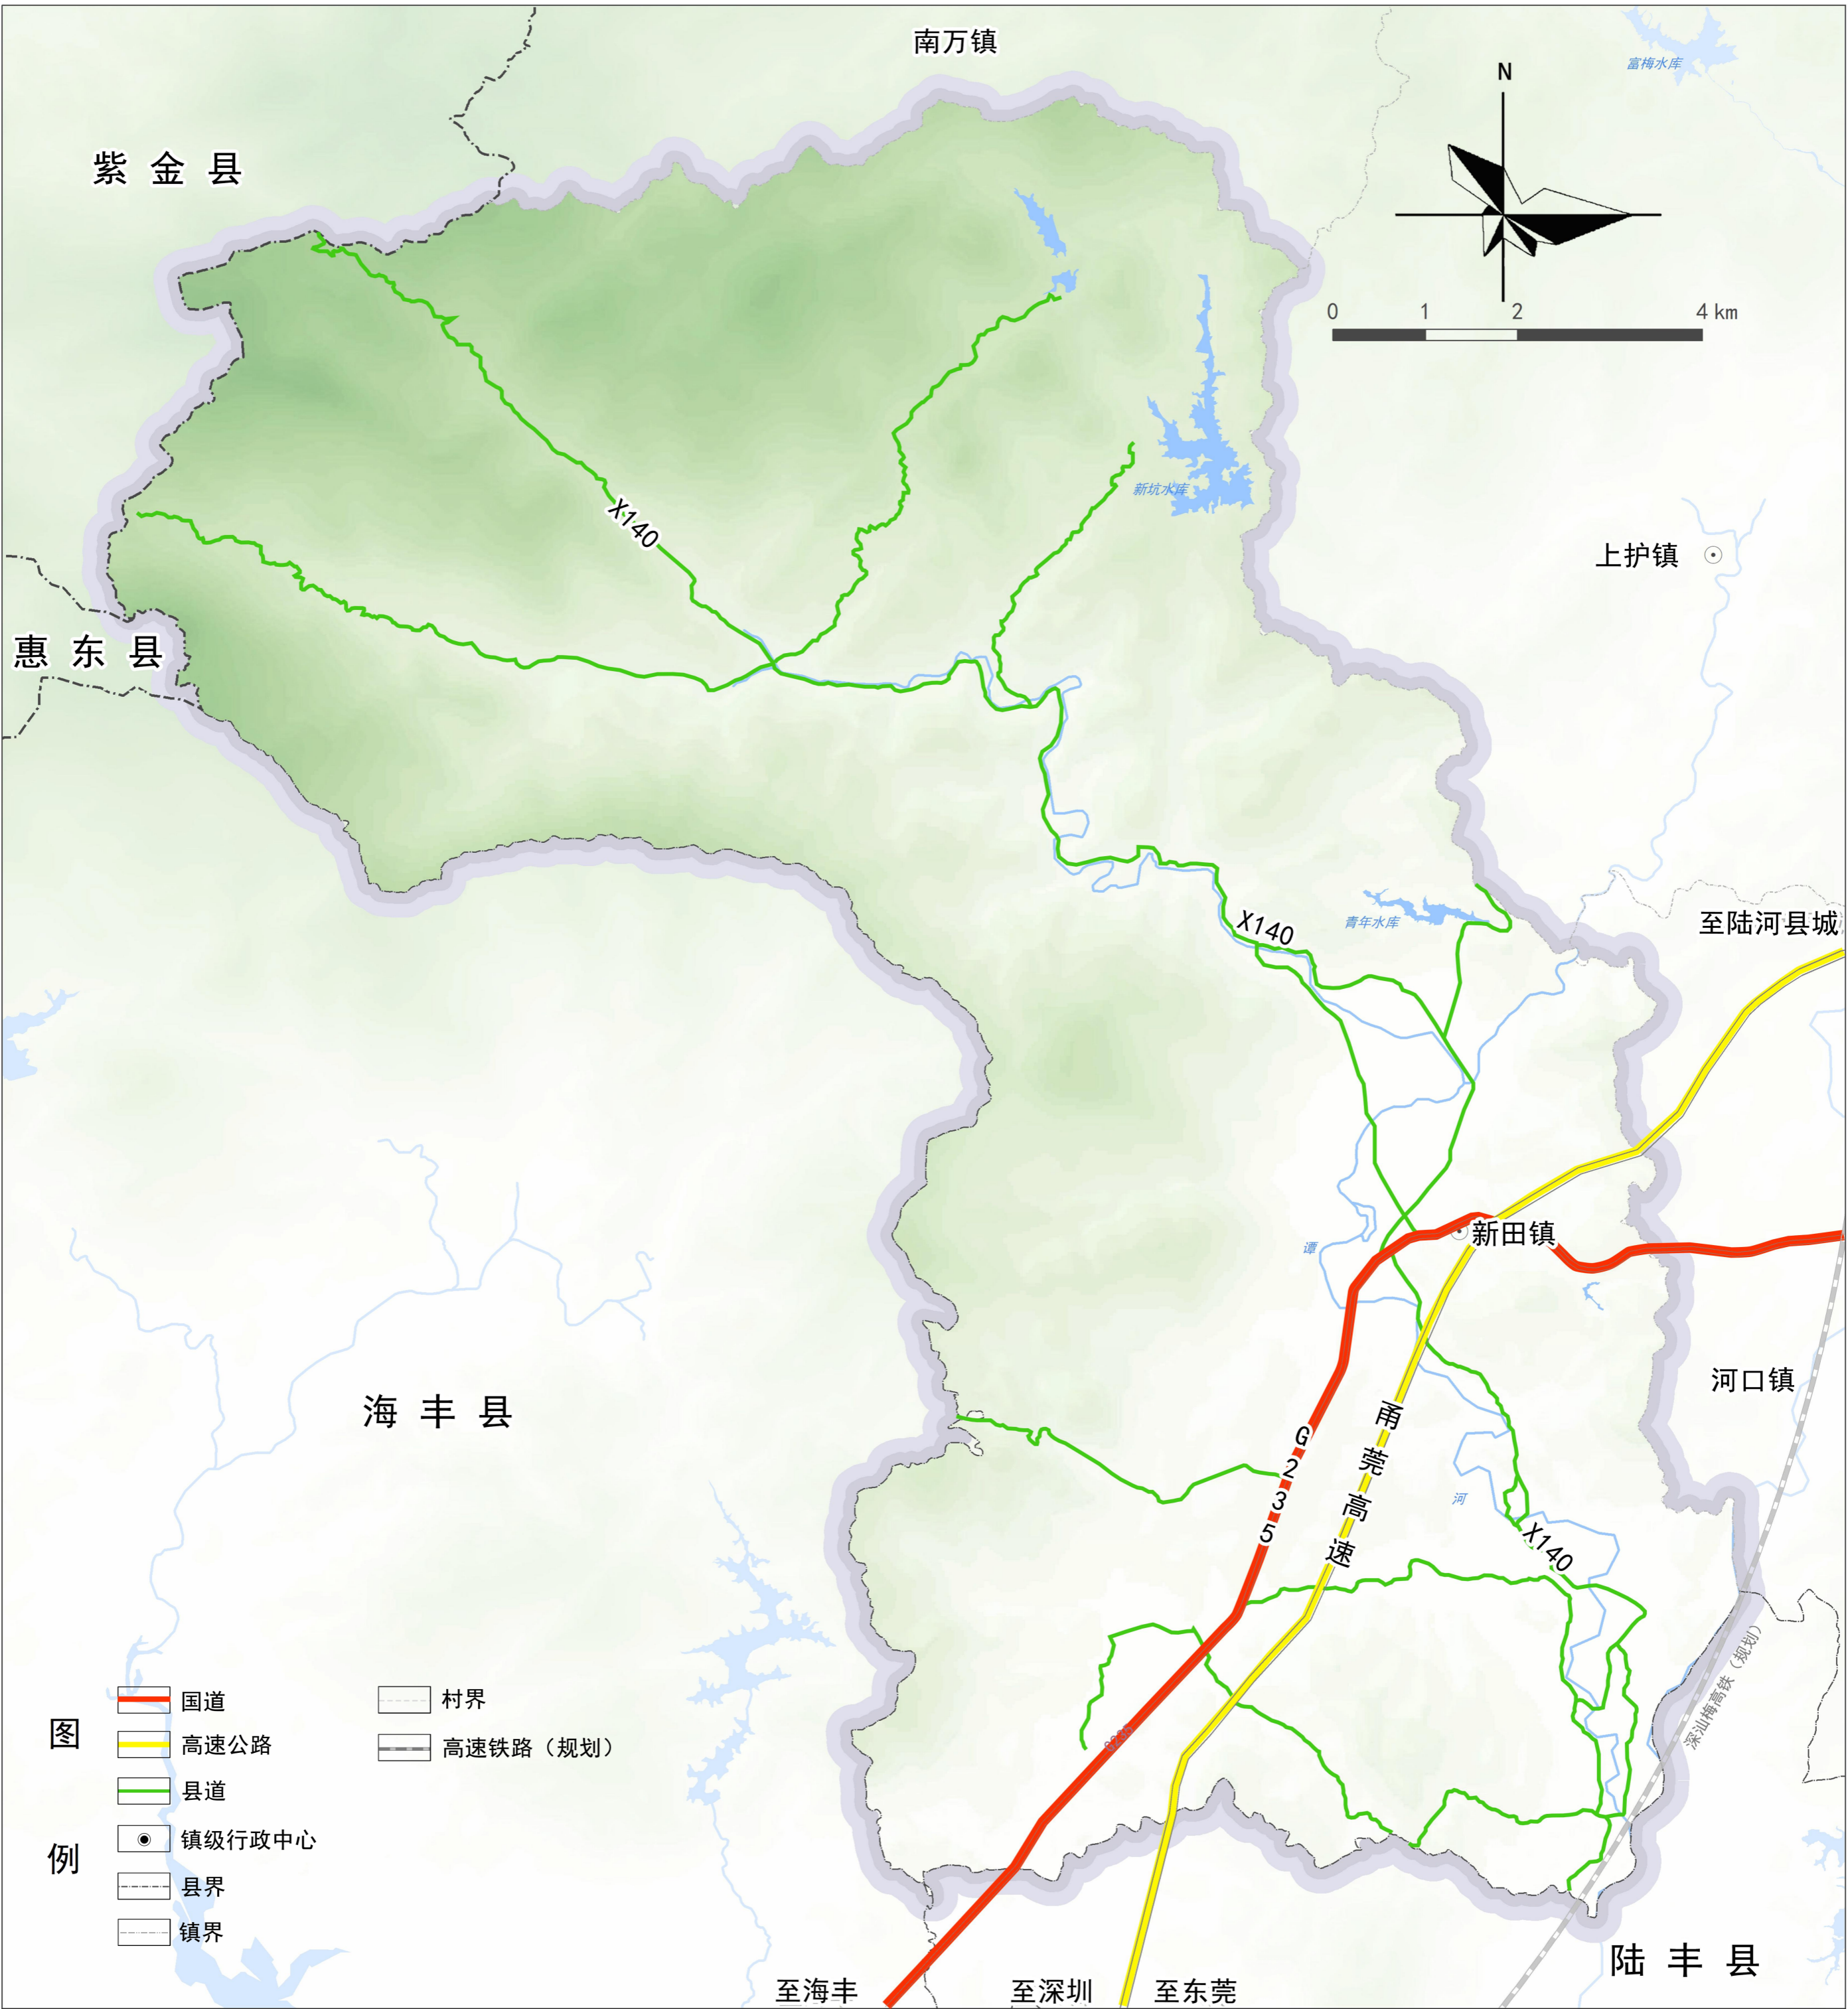 南万镇
富梅水库
N
紫金县
0 1 2 4 km
新坑水库
X140
上护镇
惠东县
青年水库
至陆河县城
X140
新田镇
谭
河口镇
海丰县
甬莞高速
G235
河
X140
深汕梅高铁（规划）
G235
图例
国道
村界
高速公路
高速铁路（规划）
县道
镇级行政中心
县界
镇界
陆丰县
至海丰
至深圳
至东莞